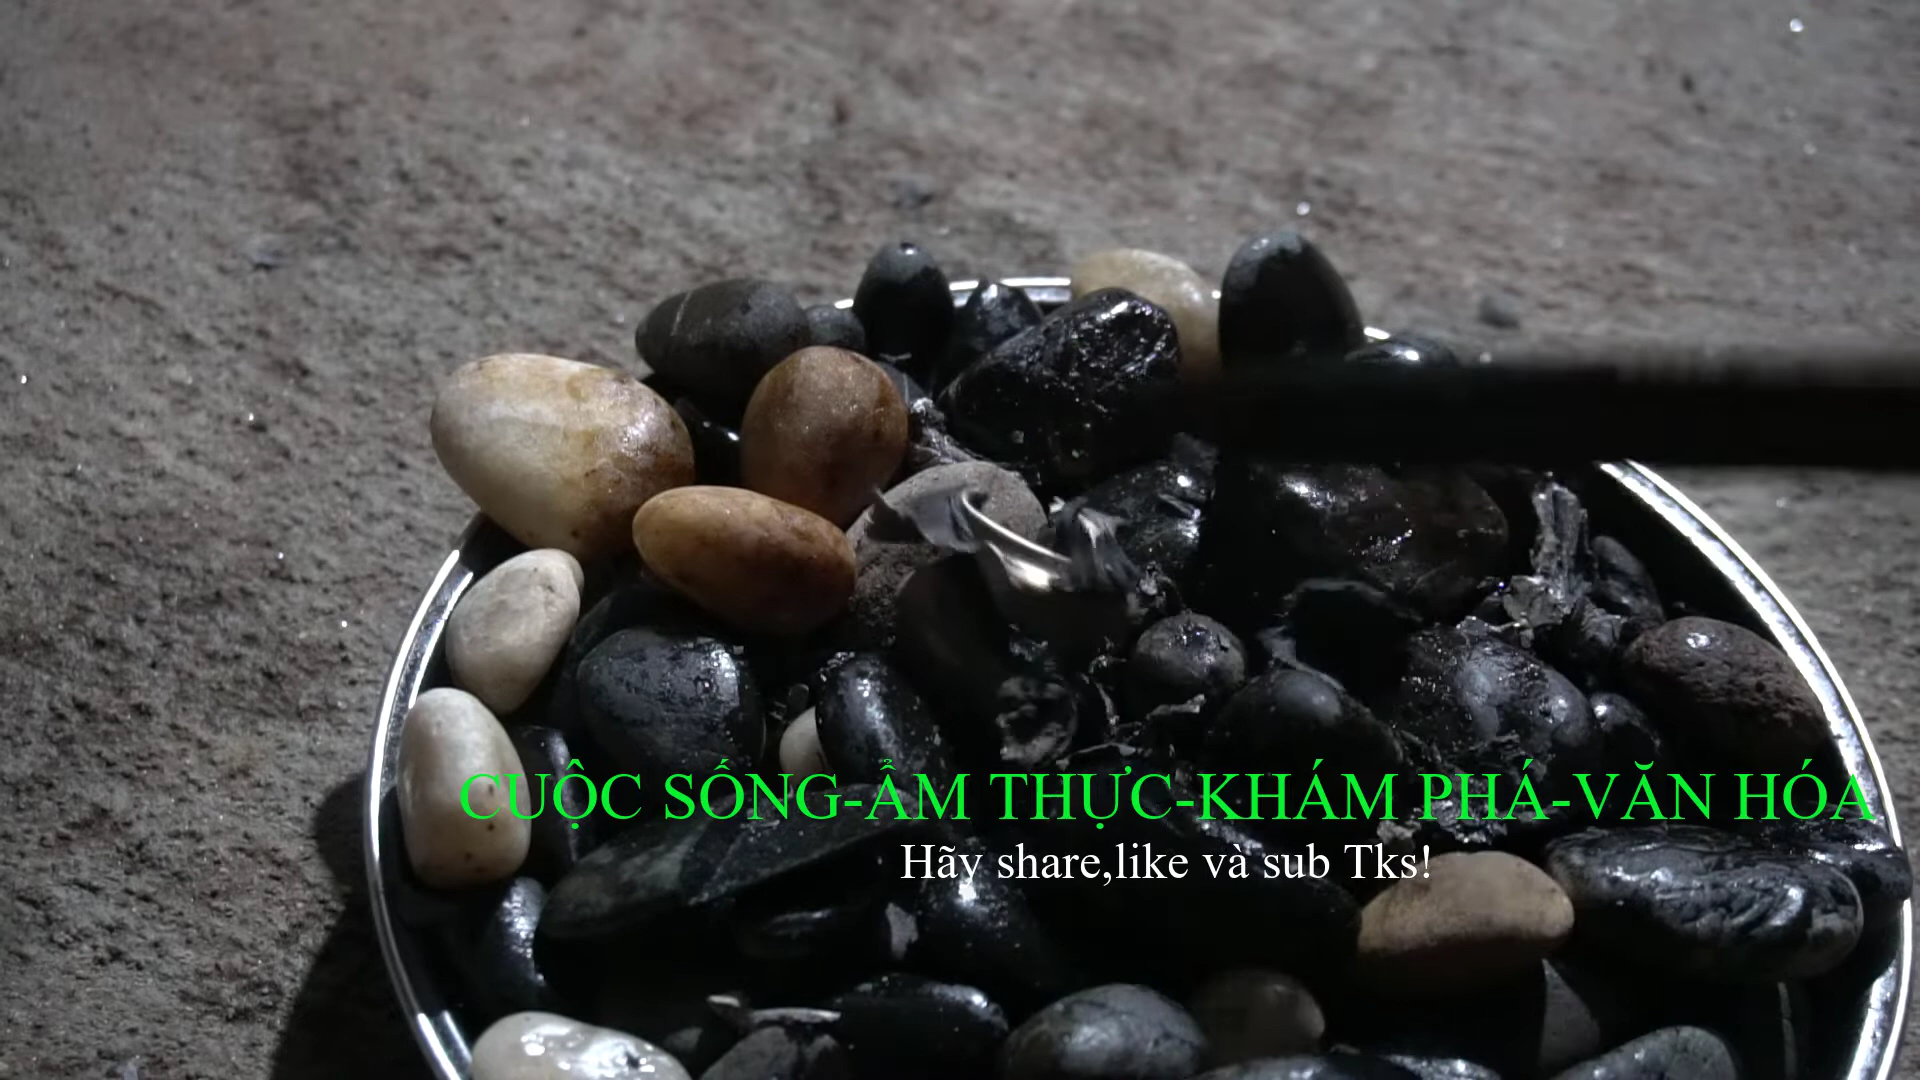 CUỘC SỐNG-ẨM THỰC-KHÁM PHÁ-VĂN HÓA
Hãy share,like và sub Tks!